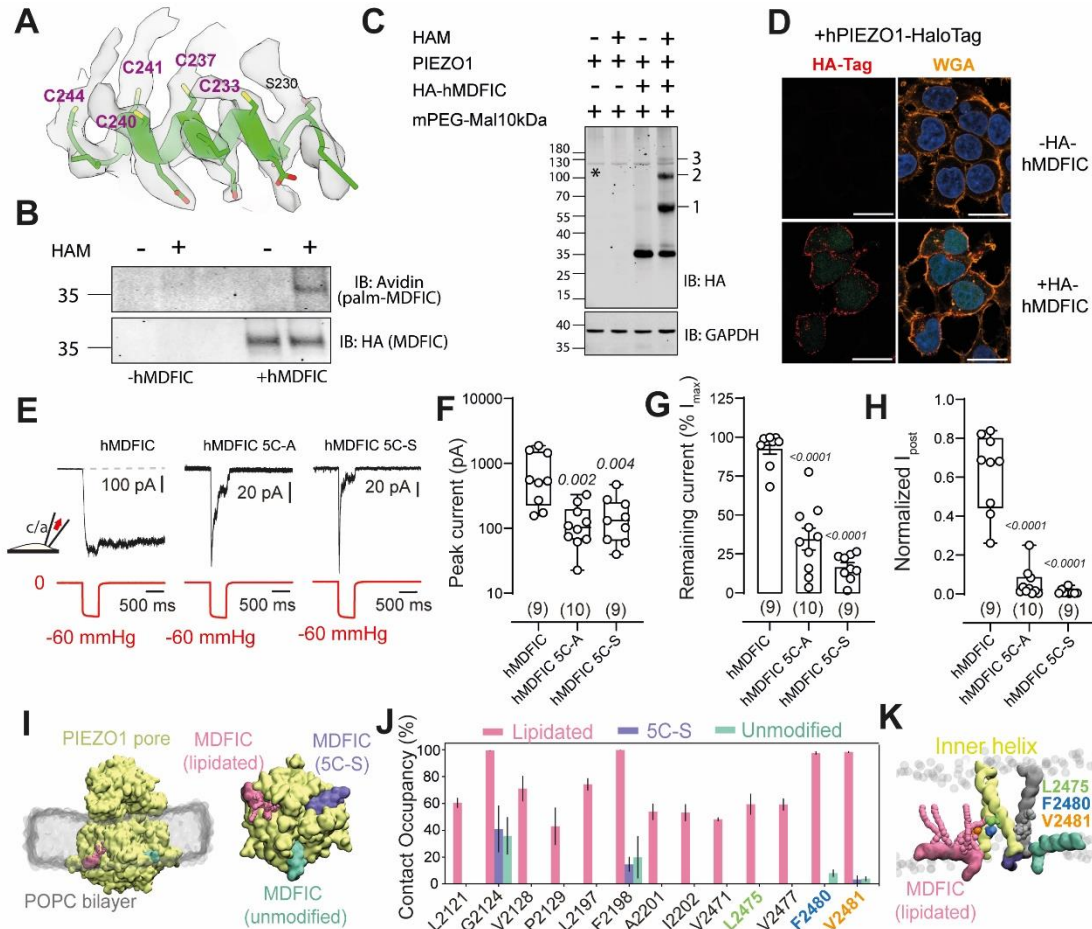 A
C244
C241
C240
C237
C233
S230
B
HAM
- + - +
35
IB: Avidin
(palm-MDFIC)
35
IB: HA (MDFIC)
-hMDFIC +hMDFIC
C
HAM - + - +
PIEZO1 + + + +
HA-hMDFIC - - + +
mPEG-Mal10kDa + + + +
180
130
100
70
55
40
35
25
15
*
3
2
1
IB: HA
40
35
IB: GAPDH
D
+hPIEZO1-HaloTag
HA-Tag WGA
-HA-
hMDFIC
+HA-
hMDFIC
E
hMDFIC hMDFIC 5C-A hMDFIC 5C-S
100 pA 20 pA 20 pA
c/a
0
500 ms 500 ms 500 ms
-60 mmHg -60 mmHg -60 mmHg
F
Peak current (pA)
10000
1000
100
10
0.002
0.004
(9) (10) (9)
hMDFIC
hMDFIC 5C-A
hMDFIC 5C-S
G
Remaining current (% Imax)
125
100
75
50
25
0
<0.0001
<0.0001
(9) (10) (9)
hMDFIC
hMDFIC 5C-A
hMDFIC 5C-S
H
Normalized Ipost
1.0
0.8
0.6
0.4
0.2
0.0
<0.0001
<0.0001
(9) (10) (9)
hMDFIC
hMDFIC 5C-A
hMDFIC 5C-S
I
PIEZO1 pore
MDFIC
(lipidated)
MDFIC
(5C-S)
POPC bilayer
MDFIC
(unmodified)
J
Lipidated 5C-S Unmodified
Contact Occupancy (%)
100
80
60
40
20
0
L2121
G2124
V2128
P2129
L2197
F2198
A2201
I2202
V2471
L2475
V2477
F2480
V2481
K
Inner helix
L2475
F2480
V2481
MDFIC
(lipidated)